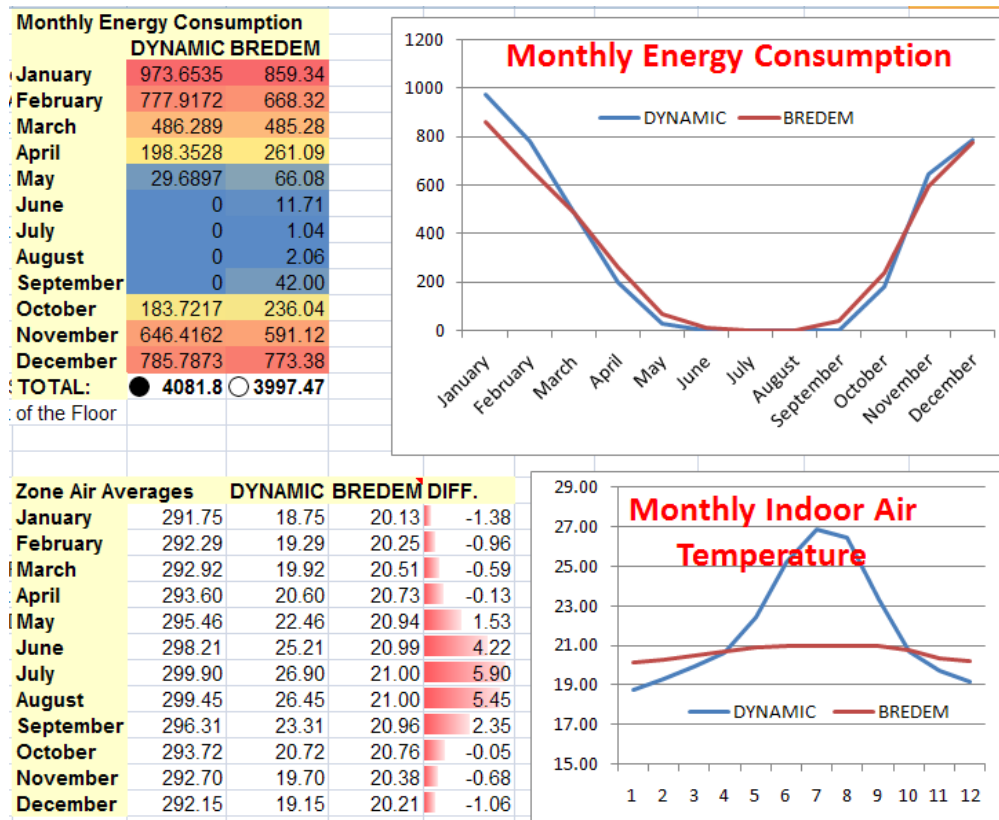 Monthly Energy Consumption
DYNAMIC BREDEM
January 973.6535 859.34
February 777.9172 668.32
March 486.289 485.28
April 198.3528 261.09
May 29.6897 66.08
June 0 11.71
July 0 1.04
August 0 2.06
September 0 42.00
October 183.7217 236.04
November 646.4162 591.12
December 785.7873 773.38
TOTAL: 4081.8 3997.47
of the Floor
Monthly Energy Consumption
DYNAMIC BREDEM
1200
1000
800
600
400
200
0
January February March April May June July August September October November December
Zone Air Averages DYNAMIC BREDEM DIFF.
January 291.75 18.75 20.13 -1.38
February 292.29 19.29 20.25 -0.96
March 292.92 19.92 20.51 -0.59
April 293.60 20.60 20.73 -0.13
May 295.46 22.46 20.94 1.53
June 298.21 25.21 20.99 4.22
July 299.90 26.90 21.00 5.90
August 299.45 26.45 21.00 5.45
September 296.31 23.31 20.96 2.35
October 293.72 20.72 20.76 -0.05
November 292.70 19.70 20.38 -0.68
December 292.15 19.15 20.21 -1.06
Monthly Indoor Air
Temperature
29.00
27.00
25.00
23.00
21.00
19.00
17.00
15.00
DYNAMIC BREDEM
1 2 3 4 5 6 7 8 9 10 11 12